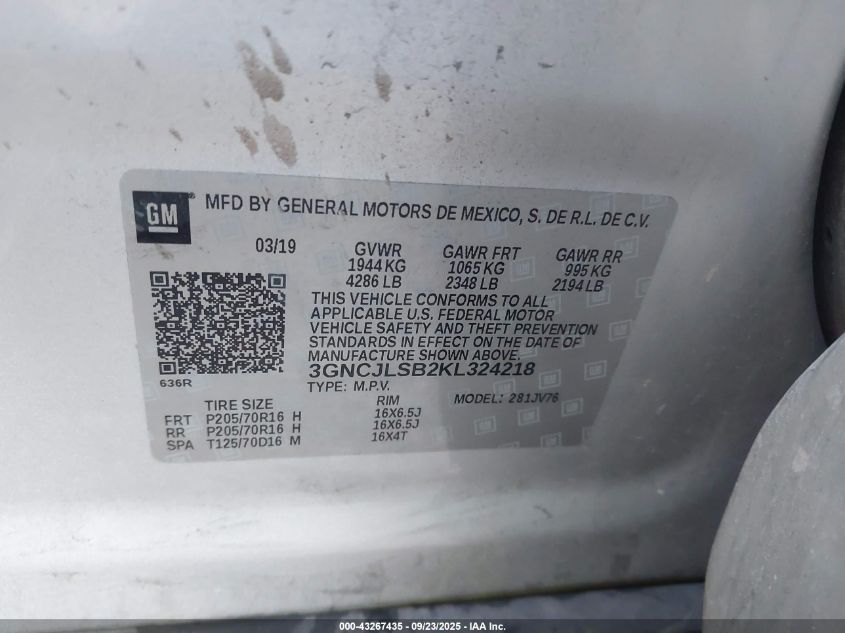 GM
®
MFD BY GENERAL MOTORS DE MEXICO, S. DE R.L. DE C.V.
03/19
GVWR
1944 KG
4286 LB
GAWR FRT
1065 KG
2348 LB
GAWR RR
995 KG
2194 LB
THIS VEHICLE CONFORMS TO ALL
APPLICABLE U.S. FEDERAL MOTOR
VEHICLE SAFETY AND THEFT PREVENTION
STANDARDS IN EFFECT ON THE DATE OF
MANUFACTURE SHOWN ABOVE.
3GNCJLSB2KL324218
636R
TYPE: M.P.V.
MODEL: 281JV76
TIRE SIZE RIM
FRT P205/70R16 H 16X6.5J
RR P205/70R16 H 16X6.5J
SPA T125/70D16 M 16X4T
000-43267435 - 09/23/2025 - IAA Inc.